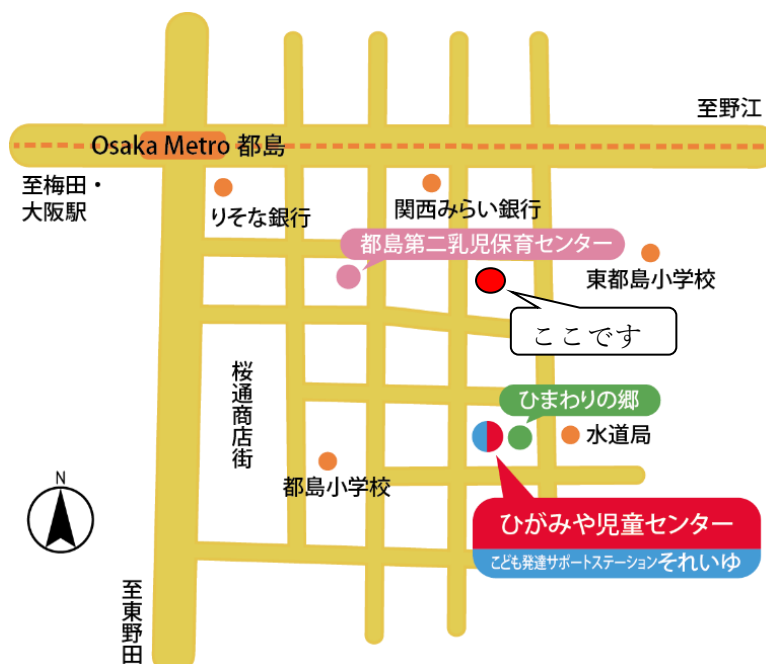 至野江
Osaka Metro 都島
至梅田・
大阪駅
りそな銀行
関西みらい銀行
都島第二乳児保育センター
東都島小学校
ここです
桜通商店街
ひまわりの郷
水道局
都島小学校
N
ひがみや児童センター
こども発達サポートステーションそれいゆ
至東野田